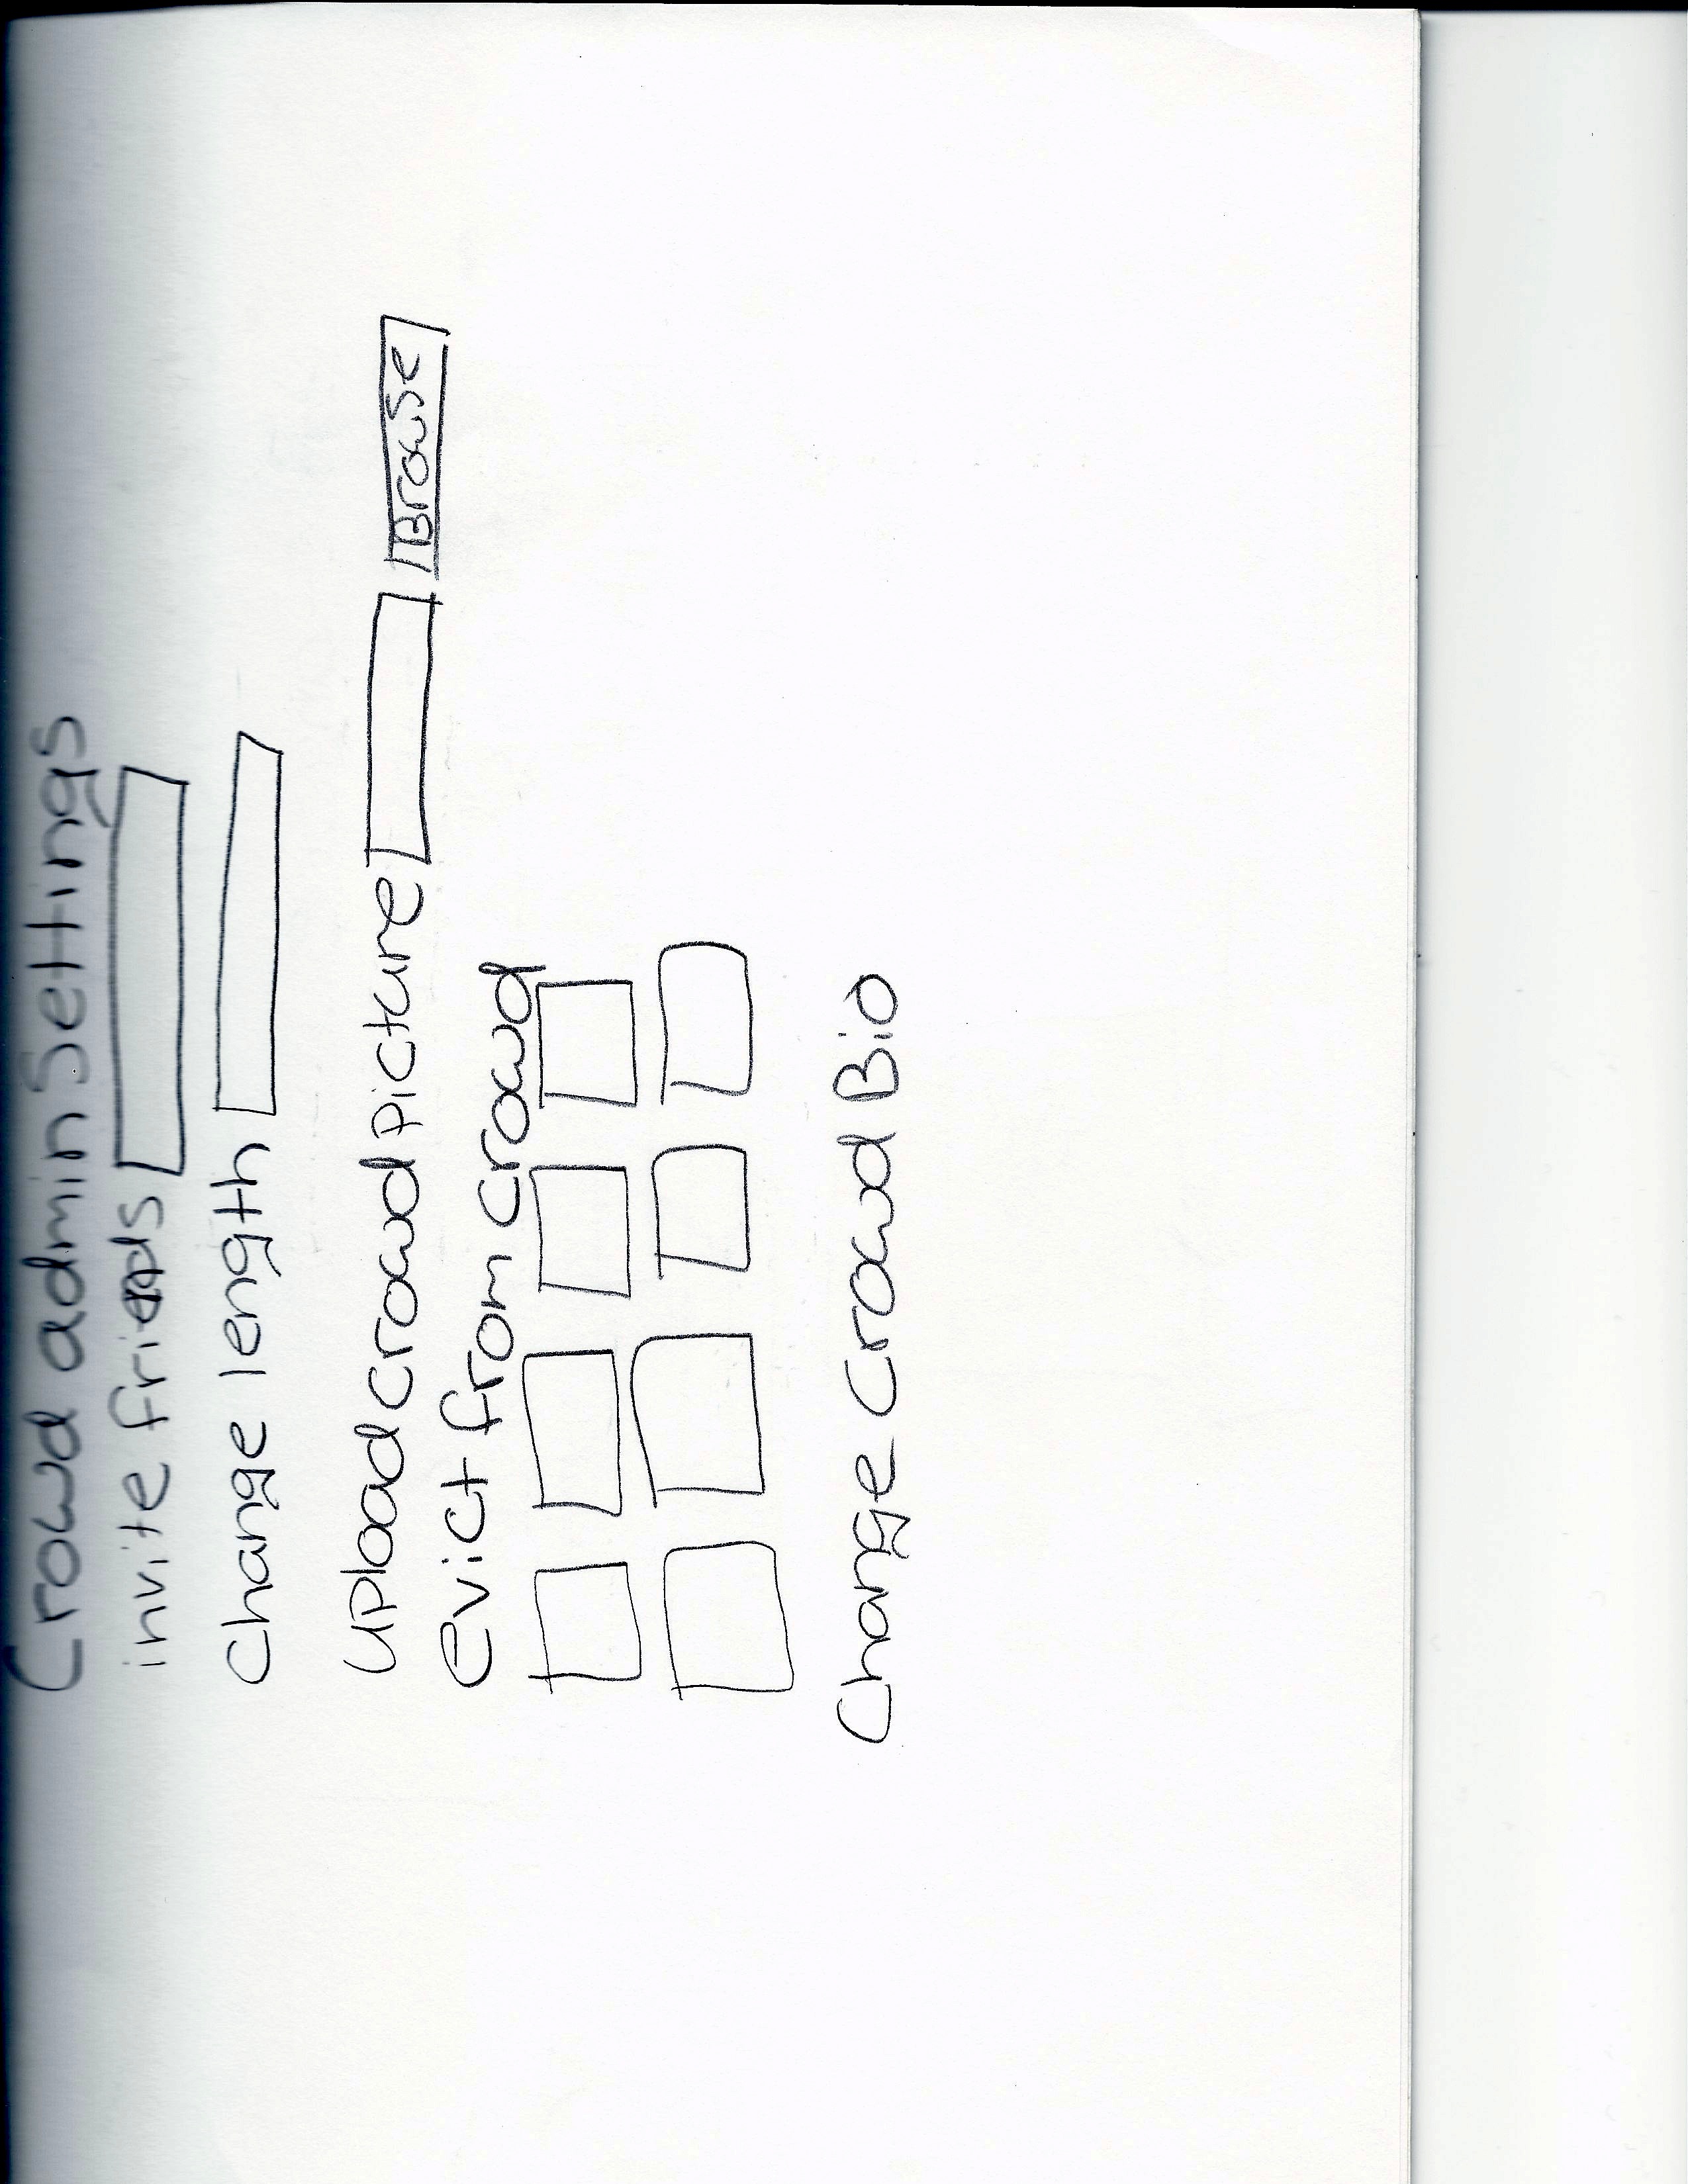 Crowd admin Settings
invite friends
Change length
upload crowd picture Browse
evict from crowd
Change Crowd Bio